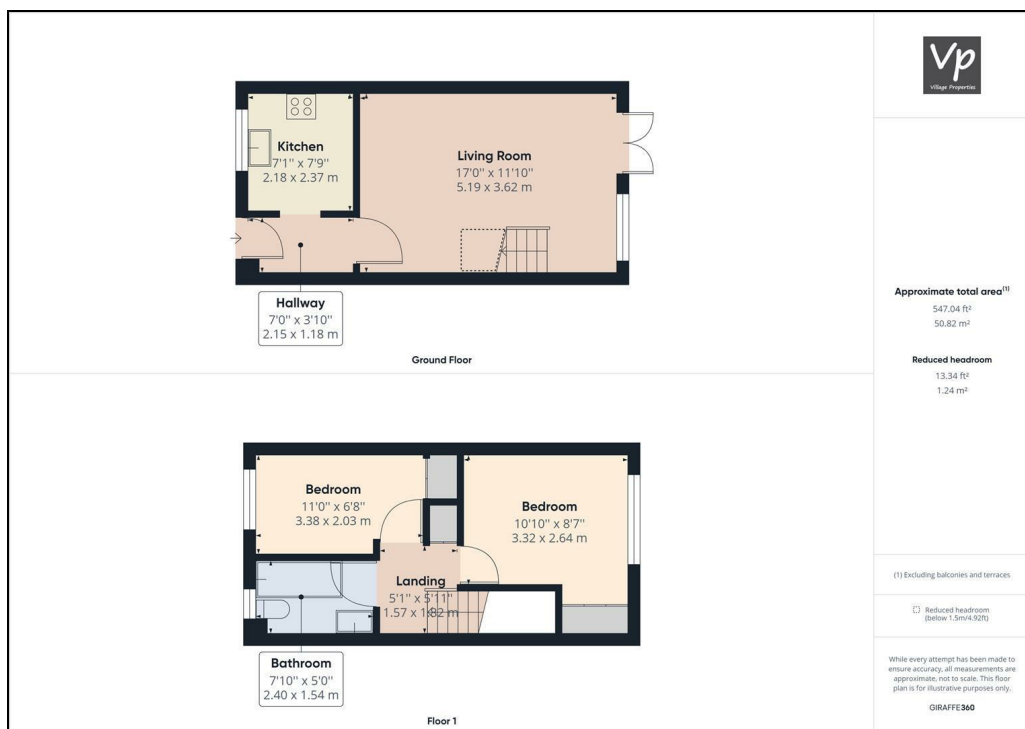 Kitchen
7'1" x 7'9"
2.18 x 2.37 m
Living Room
17'0" x 11'10"
5.19 x 3.62 m
Hallway
7'0" x 3'10"
2.15 x 1.18 m
Ground Floor
Bedroom
11'0" x 6'8"
3.38 x 2.03 m
Bedroom
10'10" x 8'7"
3.32 x 2.64 m
Landing
5'1" x 5'11"
1.57 x 1.82 m
Bathroom
7'10" x 5'0"
2.40 x 1.54 m
Floor 1
Vp
Village Properties
Approximate total area(1)
547.04 ft²
50.82 m²
Reduced headroom
13.34 ft²
1.24 m²
(1) Excluding balconies and terraces
Reduced headroom
(below 1.5m/4.92ft)
While every attempt has been made to
ensure accuracy, all measurements are
approximate, not to scale. This floor
plan is for illustrative purposes only.
GIRAFFE360